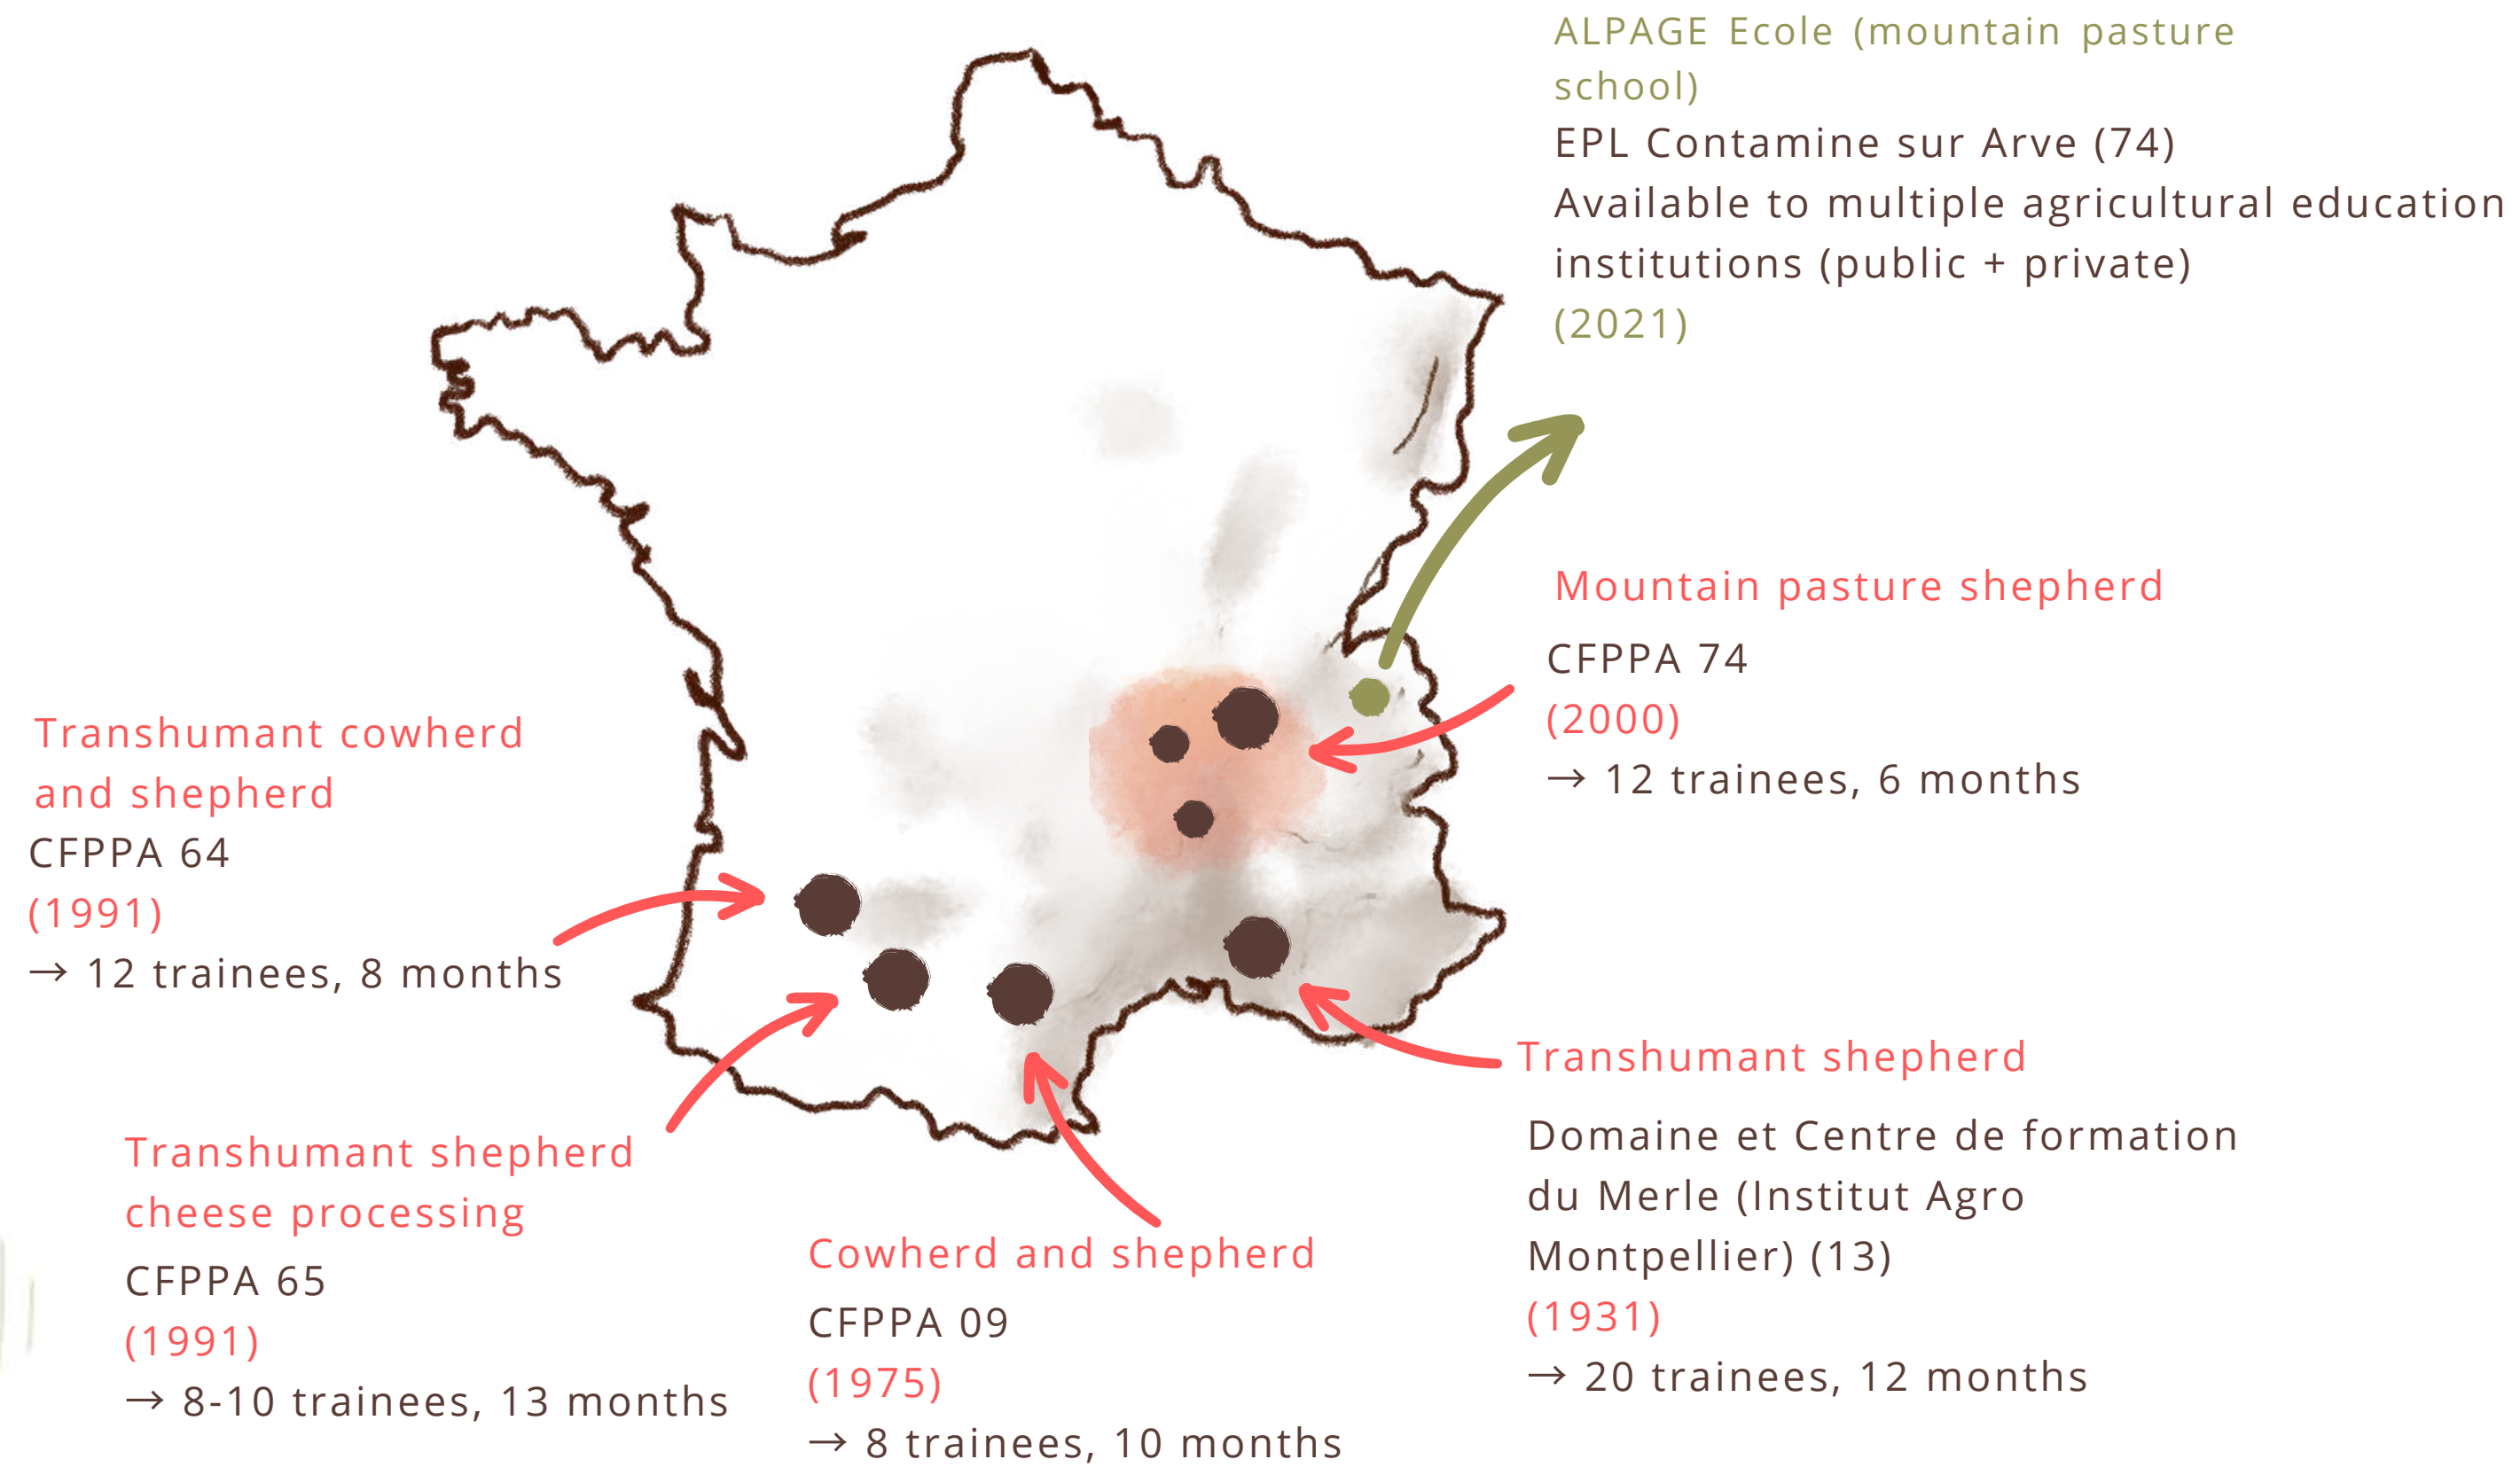 ALPAGE Ecole (mountain pasture
school)
EPL Contamine sur Arve (74)
Available to multiple agricultural education
institutions (public + private)
(2021)
Mountain pasture shepherd
CFPPA 74
(2000)
→ 12 trainees, 6 months
Transhumant cowherd
and shepherd
CFPPA 64
(1991)
→ 12 trainees, 8 months
Transhumant shepherd
cheese processing
CFPPA 65
(1991)
→ 8-10 trainees, 13 months
Cowherd and shepherd
CFPPA 09
(1975)
→ 8 trainees, 10 months
Transhumant shepherd
Domaine et Centre de formation
du Merle (Institut Agro
Montpellier) (13)
(1931)
→ 20 trainees, 12 months